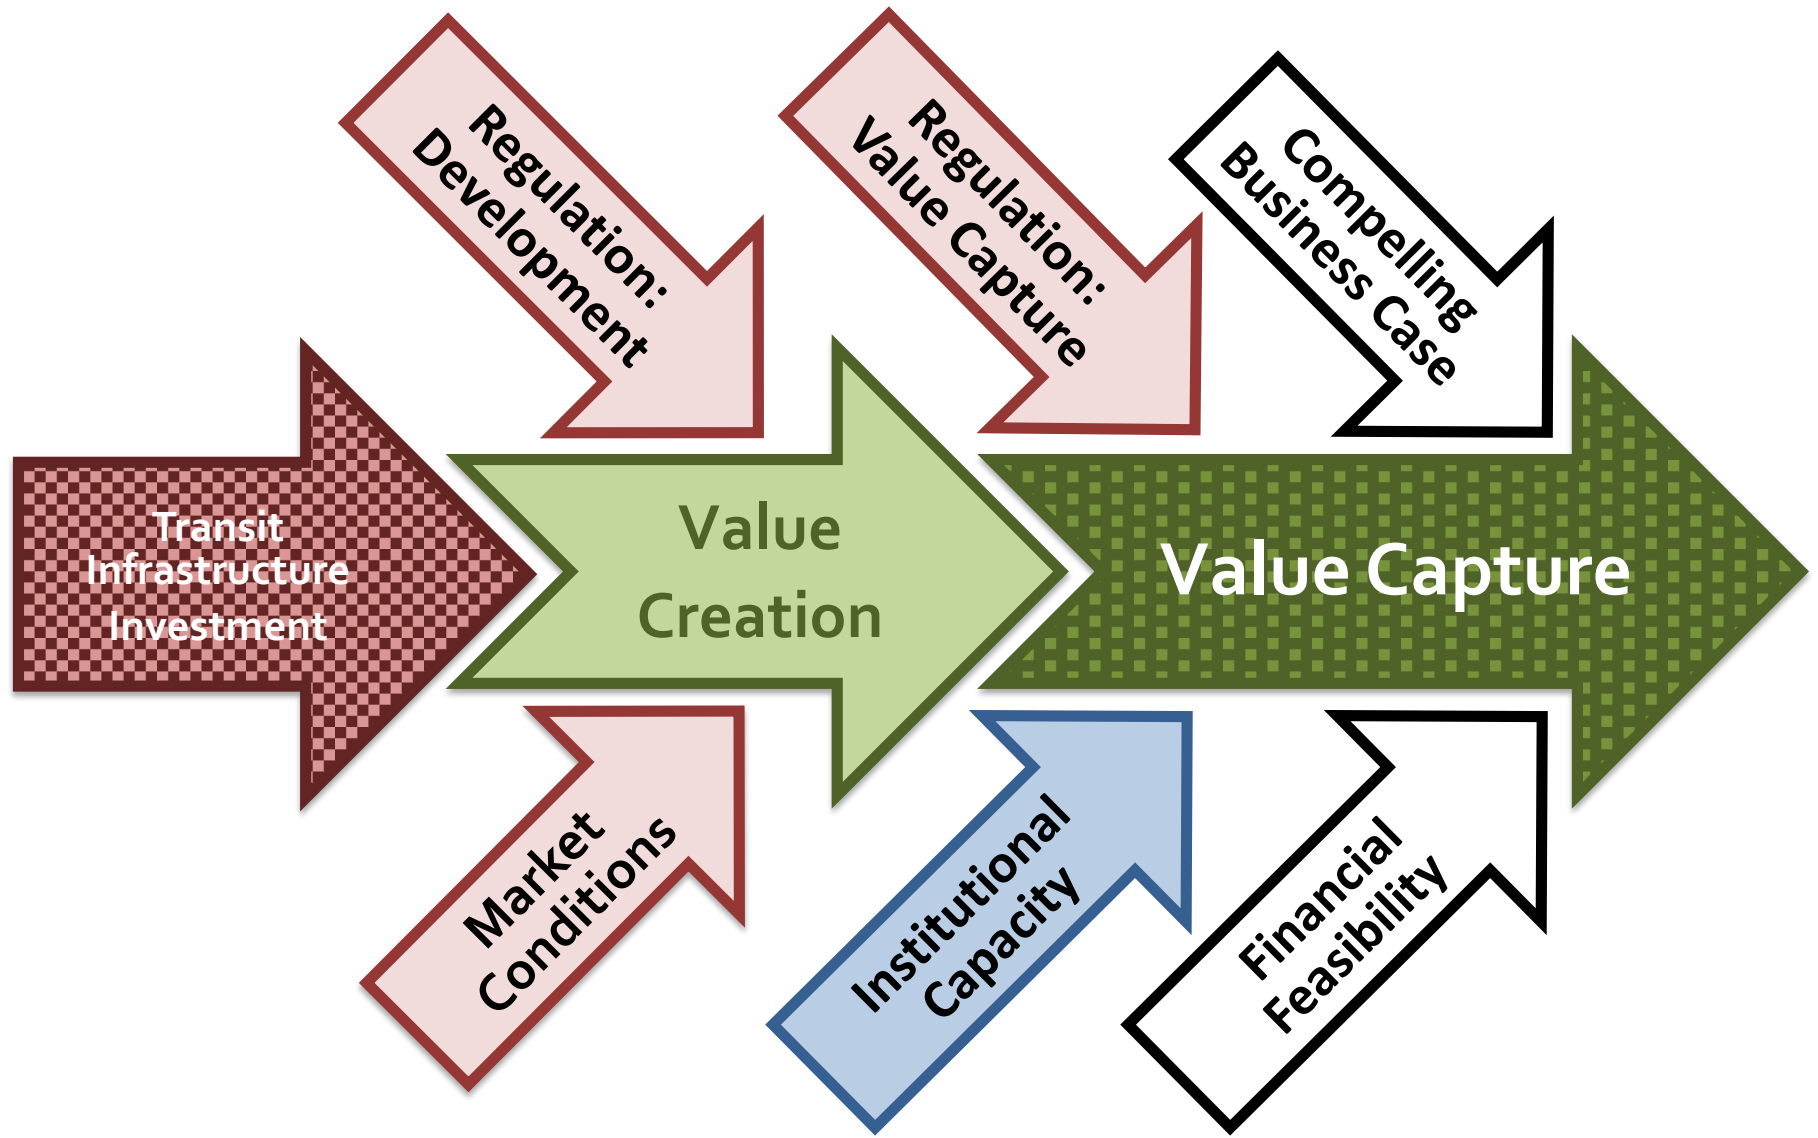 Regulation:
Development
Regulation:
Value Capture
Compelling
Business Case
Transit
Infrastructure
Investment
Value
Creation
Value Capture
Market
Conditions
Institutional
Capacity
Financial
Feasibility